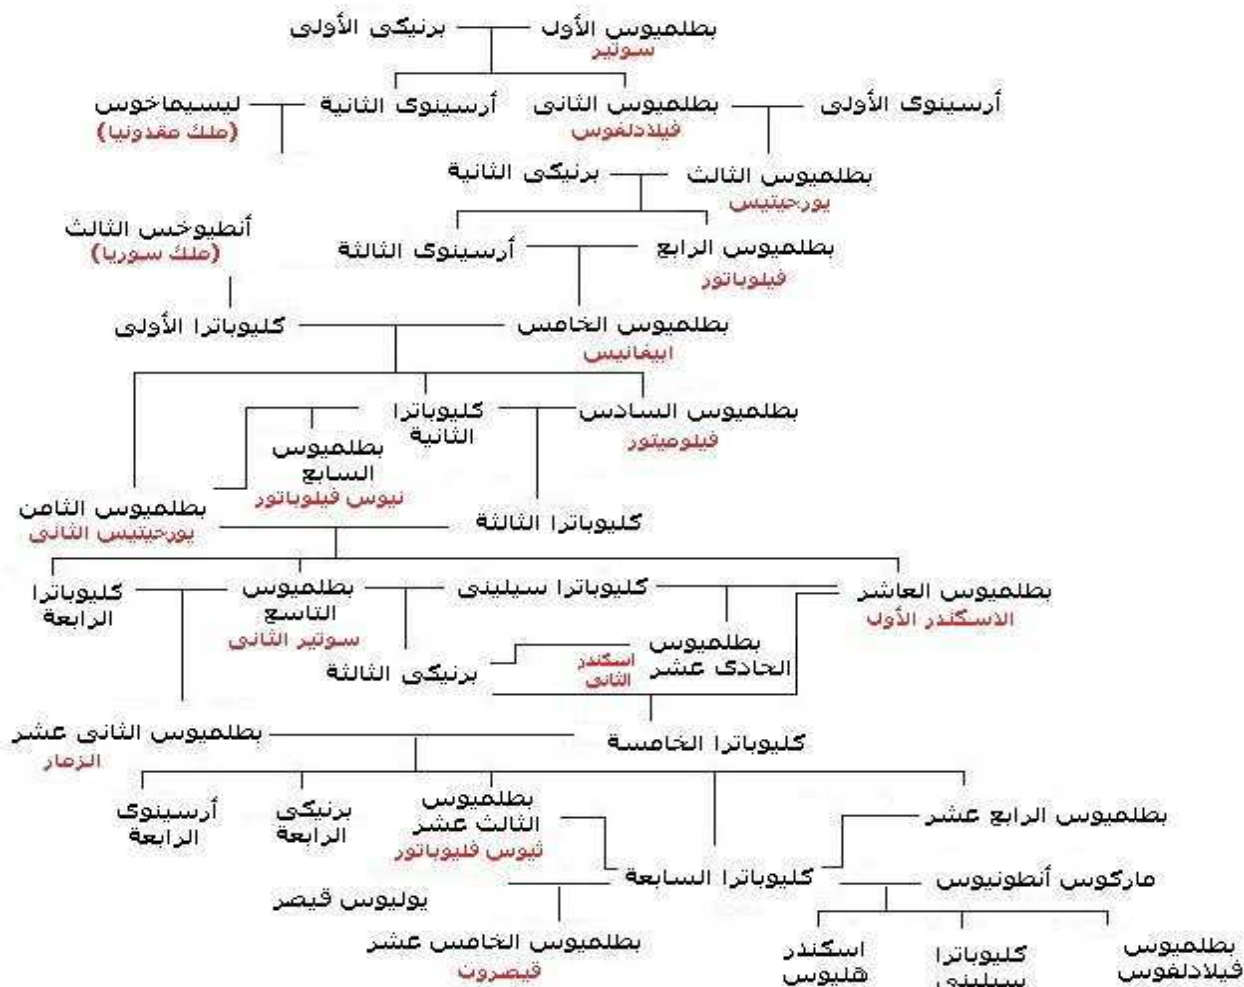 بطلميوس الأول
برنيكى الأولى
سوتير
أرسينوى الأولى
بطلميوس الثانى
أرسينوى الثانية
ليسيماخوس
فيلادلفوس
(ملك مقدونيا)
بطلميوس الثالث
برنيكى الثانية
يورجيتيس
أنطيوخس الثالث
(ملك سوريا)
بطلميوس الرابع
أرسينوى الثالثة
فيلوباتور
بطلميوس الخامس
كليوباترا الأولى
ابيفانيس
بطلميوس السادس
فيلوميتور
كليوباترا
الثانية
بطلميوس
السابع
نيوس فيلوباتور
بطلميوس الثامن
يورجيتيس الثانى
كليوباترا الثالثة
بطلميوس العاشر
الاسكندر الأول
كليوباترا سيلينى
بطلميوس
التاسع
سوتير الثانى
كليوباترا
الرابعة
بطلميوس
الحادى عشر
اسكندر
الثانى
برنيكى الثالثة
كليوباترا الخامسة
بطلميوس الثانى عشر
الزمار
بطلميوس الرابع عشر
بطلميوس
الثالث عشر
ثيوس فليوباتور
برنيكى
الرابعة
أرسينوى
الرابعة
ماركوس أنطونيوس
كليوباترا السابعة
يوليوس قيصر
بطلميوس الخامس عشر
قيصرون
بطلميوس
فيلادلفوس
كليوباترا
سيلينى
اسكندر
هليوس